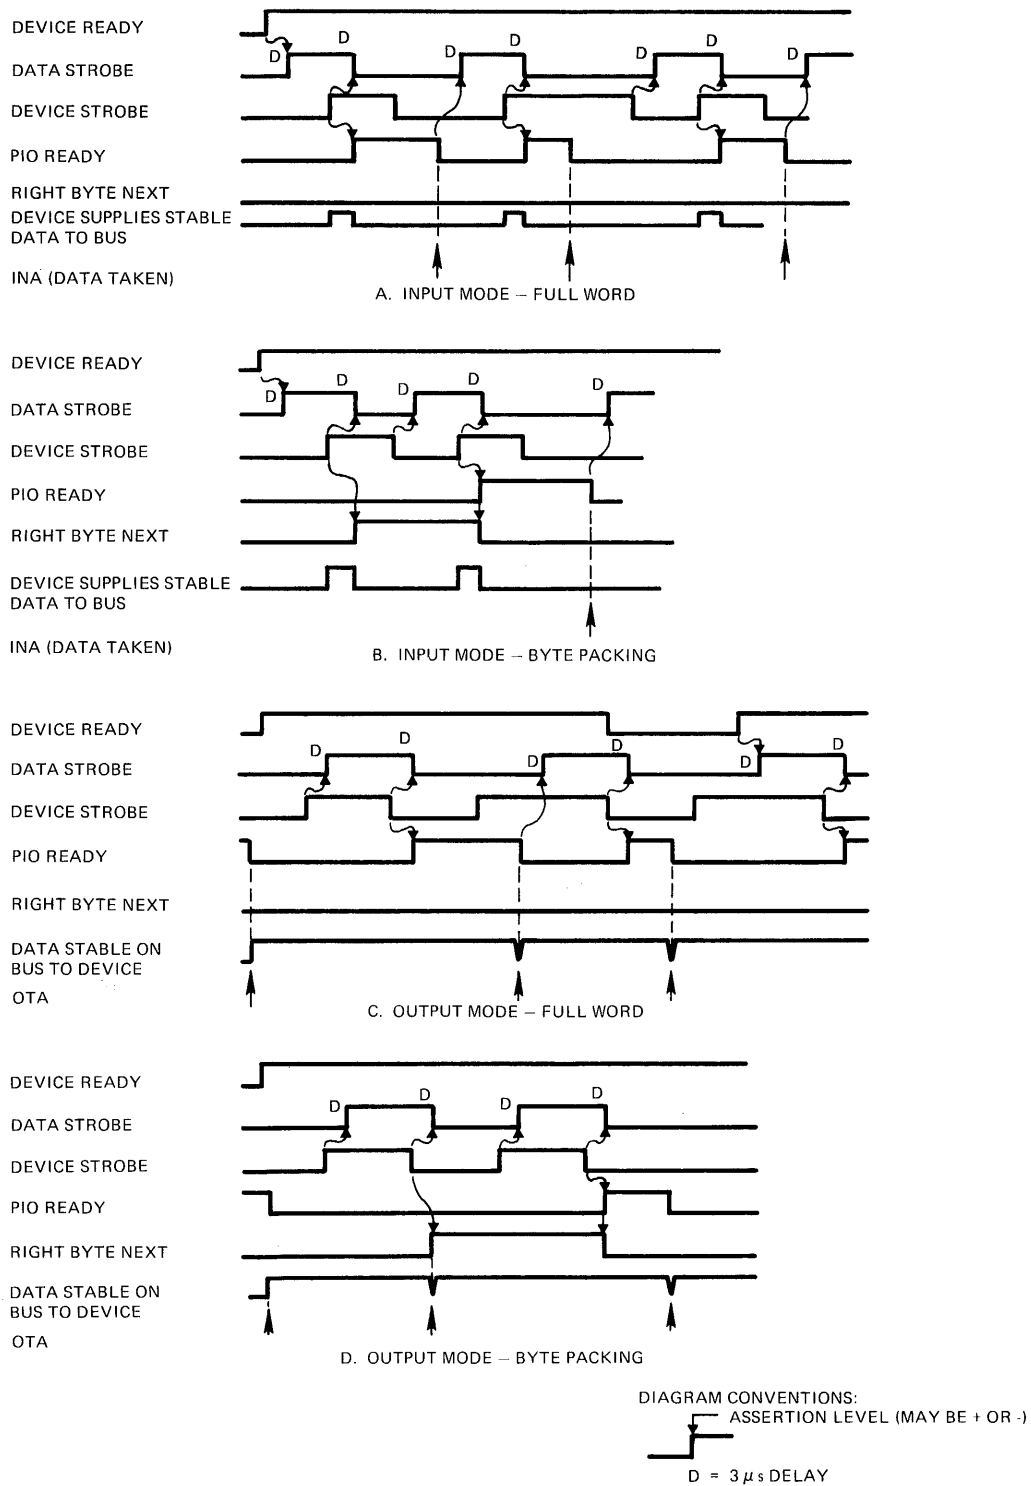 DEVICE READY
D
D
D
D
D
D
D
DATA STROBE
DEVICE STROBE
PIO READY
RIGHT BYTE NEXT
DEVICE SUPPLIES STABLE
DATA TO BUS
INA (DATA TAKEN)
A. INPUT MODE – FULL WORD
DEVICE READY
D
D
D
D
D
DATA STROBE
DEVICE STROBE
PIO READY
RIGHT BYTE NEXT
DEVICE SUPPLIES STABLE
DATA TO BUS
INA (DATA TAKEN)
B. INPUT MODE – BYTE PACKING
DEVICE READY
D
D
D
D
D
D
DATA STROBE
DEVICE STROBE
PIO READY
RIGHT BYTE NEXT
DATA STABLE ON
BUS TO DEVICE
OTA
C. OUTPUT MODE – FULL WORD
DEVICE READY
D
D
D
D
DATA STROBE
DEVICE STROBE
PIO READY
RIGHT BYTE NEXT
DATA STABLE ON
BUS TO DEVICE
OTA
D. OUTPUT MODE – BYTE PACKING
DIAGRAM CONVENTIONS:
ASSERTION LEVEL (MAY BE + OR -)
D = 3 μs DELAY